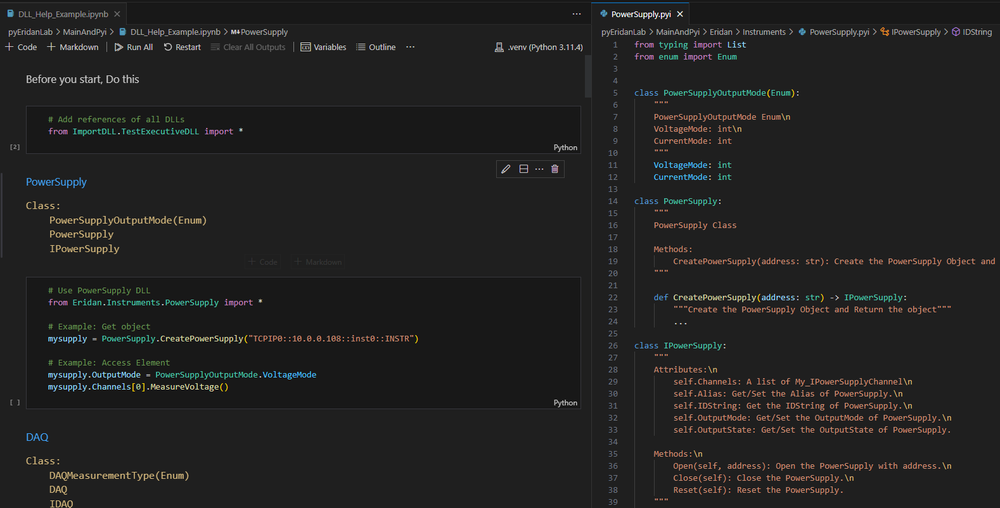 DLL_Help_Example.ipynb
pyEridanLab > MainAndPyi > DLL_Help_Example.ipynb > M↓PowerSupply
+ Code + Markdown Run All Restart Clear All Outputs Variables Outline ... .venv (Python 3.11.4)
Before you start, Do this
# Add references of all DLLs
from ImportDLL.TestExecutiveDLL import *
[2]
Python
PowerSupply
Class:
PowerSupplyOutputMode(Enum)
PowerSupply
IPowerSupply
+ Code + Markdown
# Use PowerSupply DLL
from Eridan.Instruments.PowerSupply import *
# Example: Get object
mysupply = PowerSupply.CreatePowerSupply("TCPIP0::10.0.0.108::inst0::INSTR")
# Example: Access Element
mysupply.OutputMode = PowerSupplyOutputMode.VoltageMode
mysupply.Channels[0].MeasureVoltage()
[ ]
Python
DAQ
Class:
DAQMeasurementType(Enum)
DAQ
IDAQ
PowerSupply.pyi
pyEridanLab > MainAndPyi > Eridan > Instruments > PowerSupply.pyi > IPowerSupply > IDString
1 from typing import List
2 from enum import Enum
3
4
5 class PowerSupplyOutputMode(Enum):
6 """
7 PowerSupplyOutputMode Enum\n
8 VoltageMode: int\n
9 CurrentMode: int
10 """
11 VoltageMode: int
12 CurrentMode: int
13
14 class PowerSupply:
15 """
16 PowerSupply Class
17
18 Methods:
19 CreatePowerSupply(address: str): Create the PowerSupply Object and
20 """
21
22 def CreatePowerSupply(address: str) -> IPowerSupply:
23 """Create the PowerSupply Object and Return the object"""
24 ...
25
26 class IPowerSupply:
27 """
28 Attributes:\n
29 self.Channels: A list of My_IPowerSupplyChannel\n
30 self.Alias: Get/Set the Alias of PowerSupply.\n
31 self.IDString: Get the IDString of PowerSupply.\n
32 self.OutputMode: Get/Set the OutputMode of PowerSupply.\n
33 self.OutputState: Get/Set the OutputState of PowerSupply.
34
35 Methods:\n
36 Open(self, address): Open the PowerSupply with address.\n
37 Close(self): Close the PowerSupply.\n
38 Reset(self): Reset the PowerSupply.
39 """